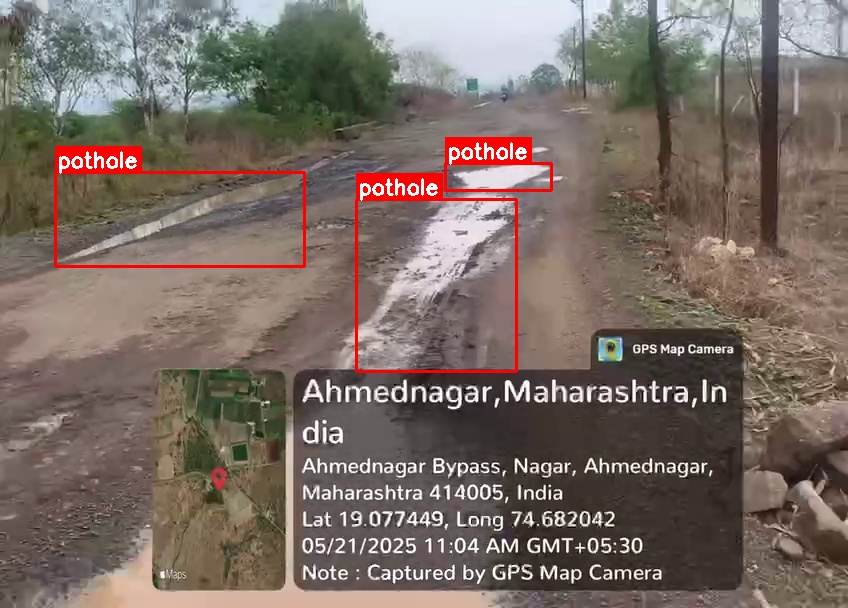 pothole
pothole
pothole
GPS Map Camera
Ahmednagar,Maharashtra,In
dia
Ahmednagar Bypass, Nagar, Ahmednagar,
Maharashtra 414005, India
Lat 19.077449, Long 74.682042
05/21/2025 11:04 AM GMT+05:30
Note : Captured by GPS Map Camera
Maps